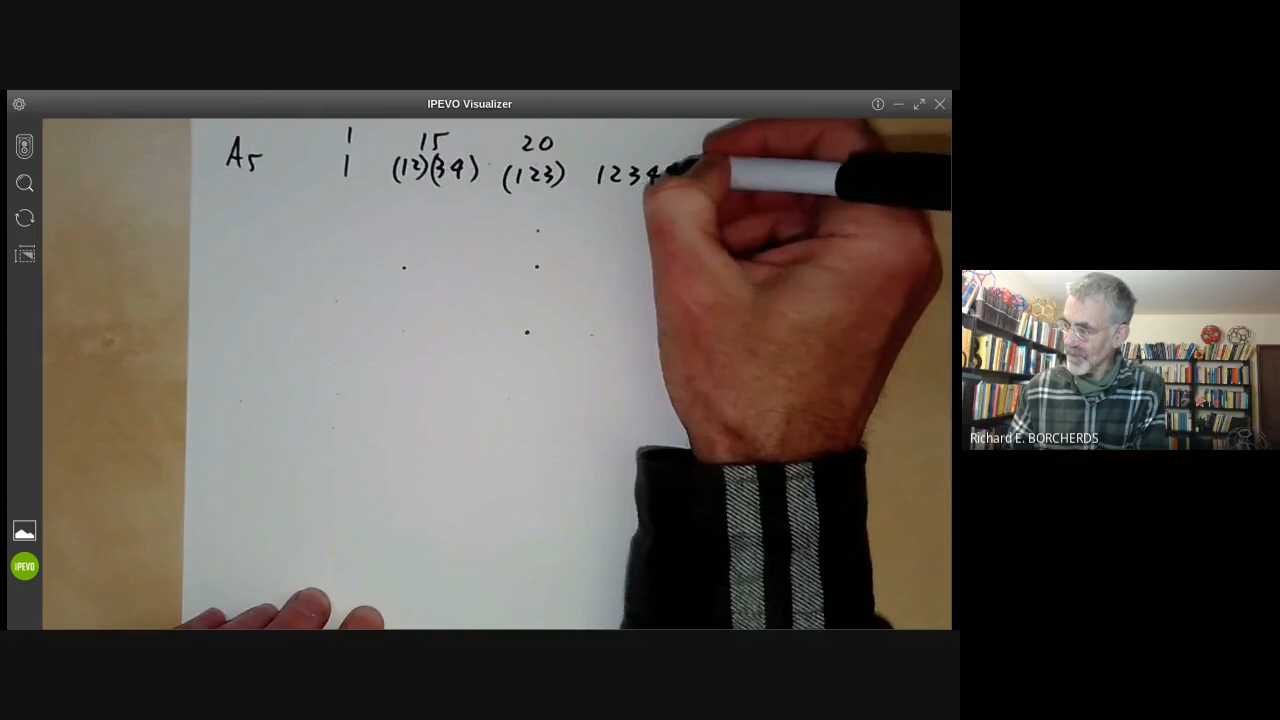 IPEVO Visualizer
A5 1 15 20
1 (12)(34) (123) 1234
IPEVO
Richard E. BORCHERDS